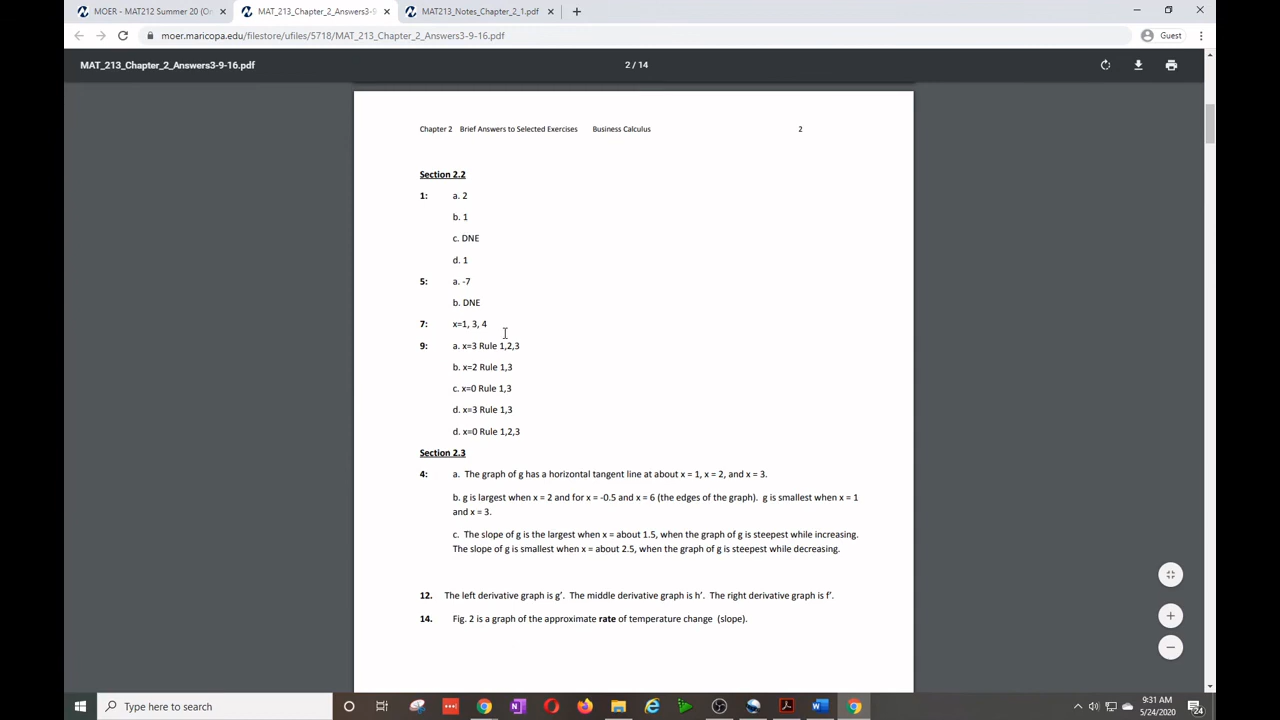 MOER - MAT212 Summer 20 (O
MAT_213_Chapter_2_Answers3-9-
MAT213_Notes_Chapter_2_1.pdf
moer.maricopa.edu/filestore/ufiles/5718/MAT_213_Chapter_2_Answers3-9-16.pdf
Guest
MAT_213_Chapter_2_Answers3-9-16.pdf
2 / 14
Chapter 2 Brief Answers to Selected Exercises Business Calculus 2
Section 2.2
1: a. 2
b. 1
c. DNE
d. 1
5: a. -7
b. DNE
7: x=1, 3, 4
9: a. x=3 Rule 1,2,3
b. x=2 Rule 1,3
c. x=0 Rule 1,3
d. x=3 Rule 1,3
d. x=0 Rule 1,2,3
Section 2.3
4: a. The graph of g has a horizontal tangent line at about x = 1, x = 2, and x = 3.
b. g is largest when x = 2 and for x = -0.5 and x = 6 (the edges of the graph). g is smallest when x = 1
and x = 3.
c. The slope of g is the largest when x = about 1.5, when the graph of g is steepest while increasing.
The slope of g is smallest when x = about 2.5, when the graph of g is steepest while decreasing.
12. The left derivative graph is g’. The middle derivative graph is h’. The right derivative graph is f’.
14. Fig. 2 is a graph of the approximate rate of temperature change (slope).
Type here to search
9:31 AM
5/24/2020
24